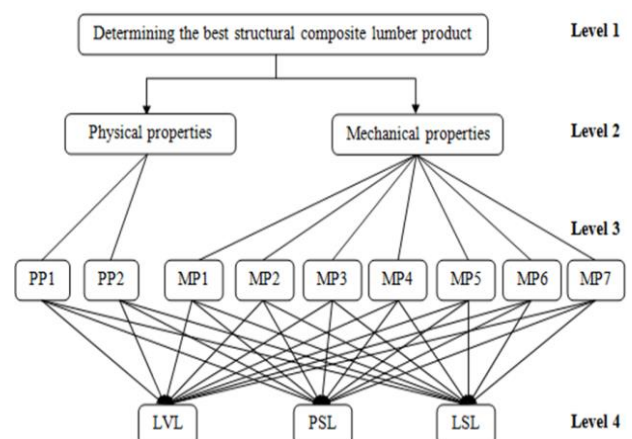 Determining the best structural composite lumber product
Level 1
Physical properties
Mechanical properties
Level 2
Level 3
PP1
PP2
MP1
MP2
MP3
MP4
MP5
MP6
MP7
LVL
PSL
LSL
Level 4